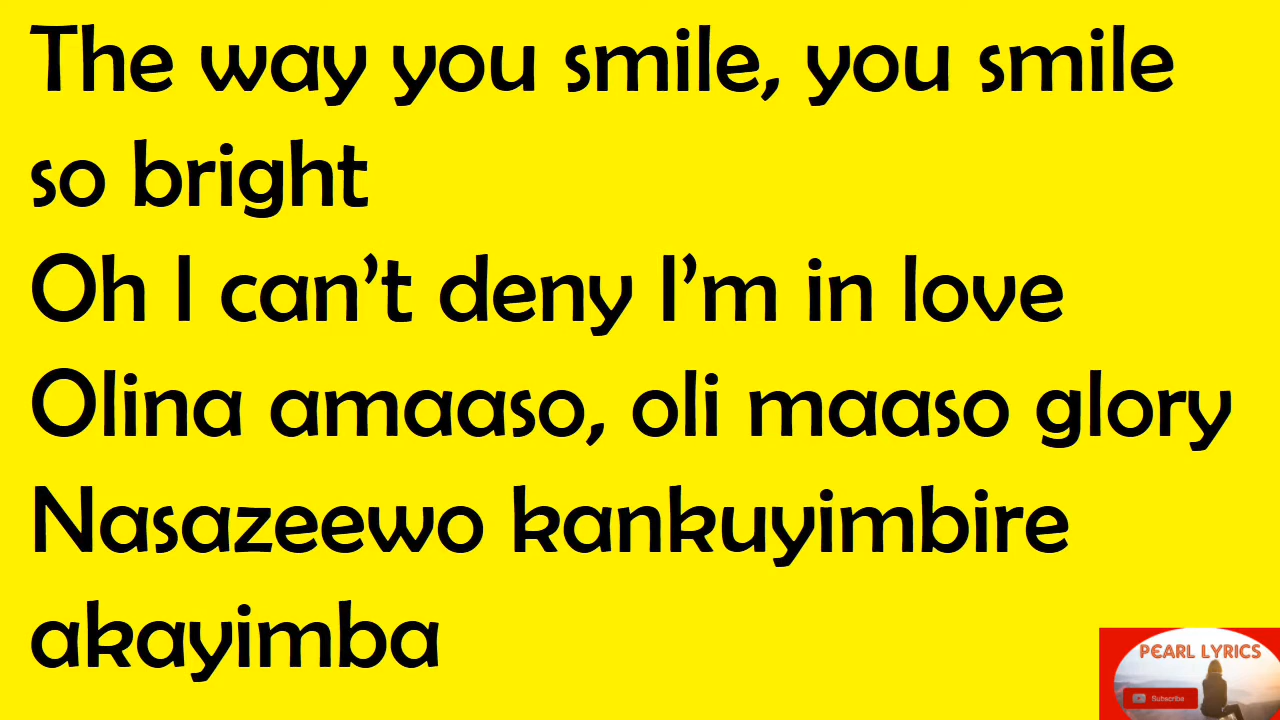 The way you smile, you smile
so bright
Oh I can’t deny I’m in love
Olina amaaso, oli maaso glory
Nasazeewo kankuyimbire
akayimba
PEARL LYRICS
Subscribe